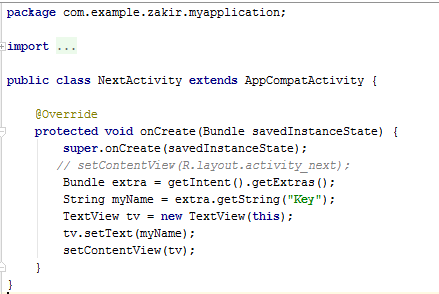 package com.example.zakir.myapplication;
import ...
public class NextActivity extends AppCompatActivity {
@Override
protected void onCreate(Bundle savedInstanceState) {
super.onCreate(savedInstanceState);
// setContentView(R.layout.activity_next);
Bundle extra = getIntent().getExtras();
String myName = extra.getString("Key");
TextView tv = new TextView(this);
tv.setText(myName);
setContentView(tv);
}
}